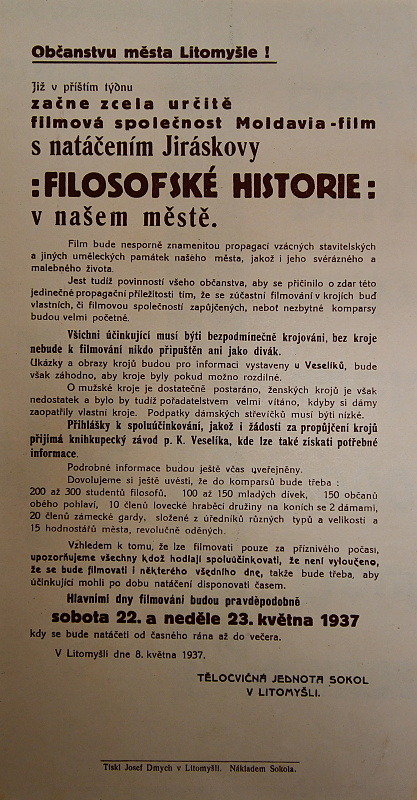 Občanstvu města Litomyšle !
Již v příštím týdnu
začne zcela určitě
filmová společnost Moldavia-film
s natáčením Jiráskovy
:FILOSOFSKÉ HISTORIE:
v našem městě.
Film bude nesporně znamenitou propagací vzácných stavitelských
a jiných uměleckých památek našeho města, jakož i jeho svérázného a
malebného života.
Jest tudíž povinností všeho občanstva, aby se přičinilo o zdar této
jedinečné propagační příležitosti tím, že se zúčastní filmování v krojích buď
vlastních, či filmovou společností zapůjčených, neboť nezbytné komparsy
budou velmi početné.
Všichni účinkující musí býti bezpodmínečně krojováni, bez kroje
nebude k filmování nikdo připuštěn ani jako divák.
Ukázky a obrazy krojů budou pro informaci vystaveny u Veselíků, bude
však záhodno, aby kroje byly pokud možno rozdílné.
O mužské kroje je dostatečně postaráno, ženských krojů je však
nedostatek a bylo by tudíž pořadatelstvem velmi vítáno, kdyby si dámy
zaopatřily vlastní kroje. Podpatky dámských střevíčků musí býti nízké.
Přihlášky k spoluúčinkování, jakož i žádosti za propůjčení krojů
přijímá knihkupecký závod p. K. Veselíka, kde lze také získati potřebné
informace.
Podrobné informace budou ještě včas uveřejněny.
Dovolujeme si ještě uvésti, že do komparsů bude třeba :
200 až 300 studentů filosofů, 100 až 150 mladých dívek, 150 občanů
obého pohlaví, 10 členů lovecké hraběcí družiny na koních se 2 dámami,
20 členů zámecké gardy, složené z úředníků různých typů a velikostí a
15 hodnostářů města, revolučně oděných.
Vzhledem k tomu, že lze filmovati pouze za příznivého počasí,
upozorňujeme všechny kdož hodlají spoluúčinkovati, že není vyloučeno,
že se bude filmovati i některého všedního dne, takže bude třeba, aby
účinkující mohli po dobu natáčení disponovati časem.
Hlavními dny filmování budou pravděpodobně
sobota 22. a neděle 23. května 1937
kdy se bude natáčeti od časného rána až do večera.
V Litomyšli dne 8. května 1937.
TĚLOCVIČNÁ JEDNOTA SOKOL
V LITOMYŠLI.
Tiskl Josef Dmych v Litomyšli. Nákladem Sokola.